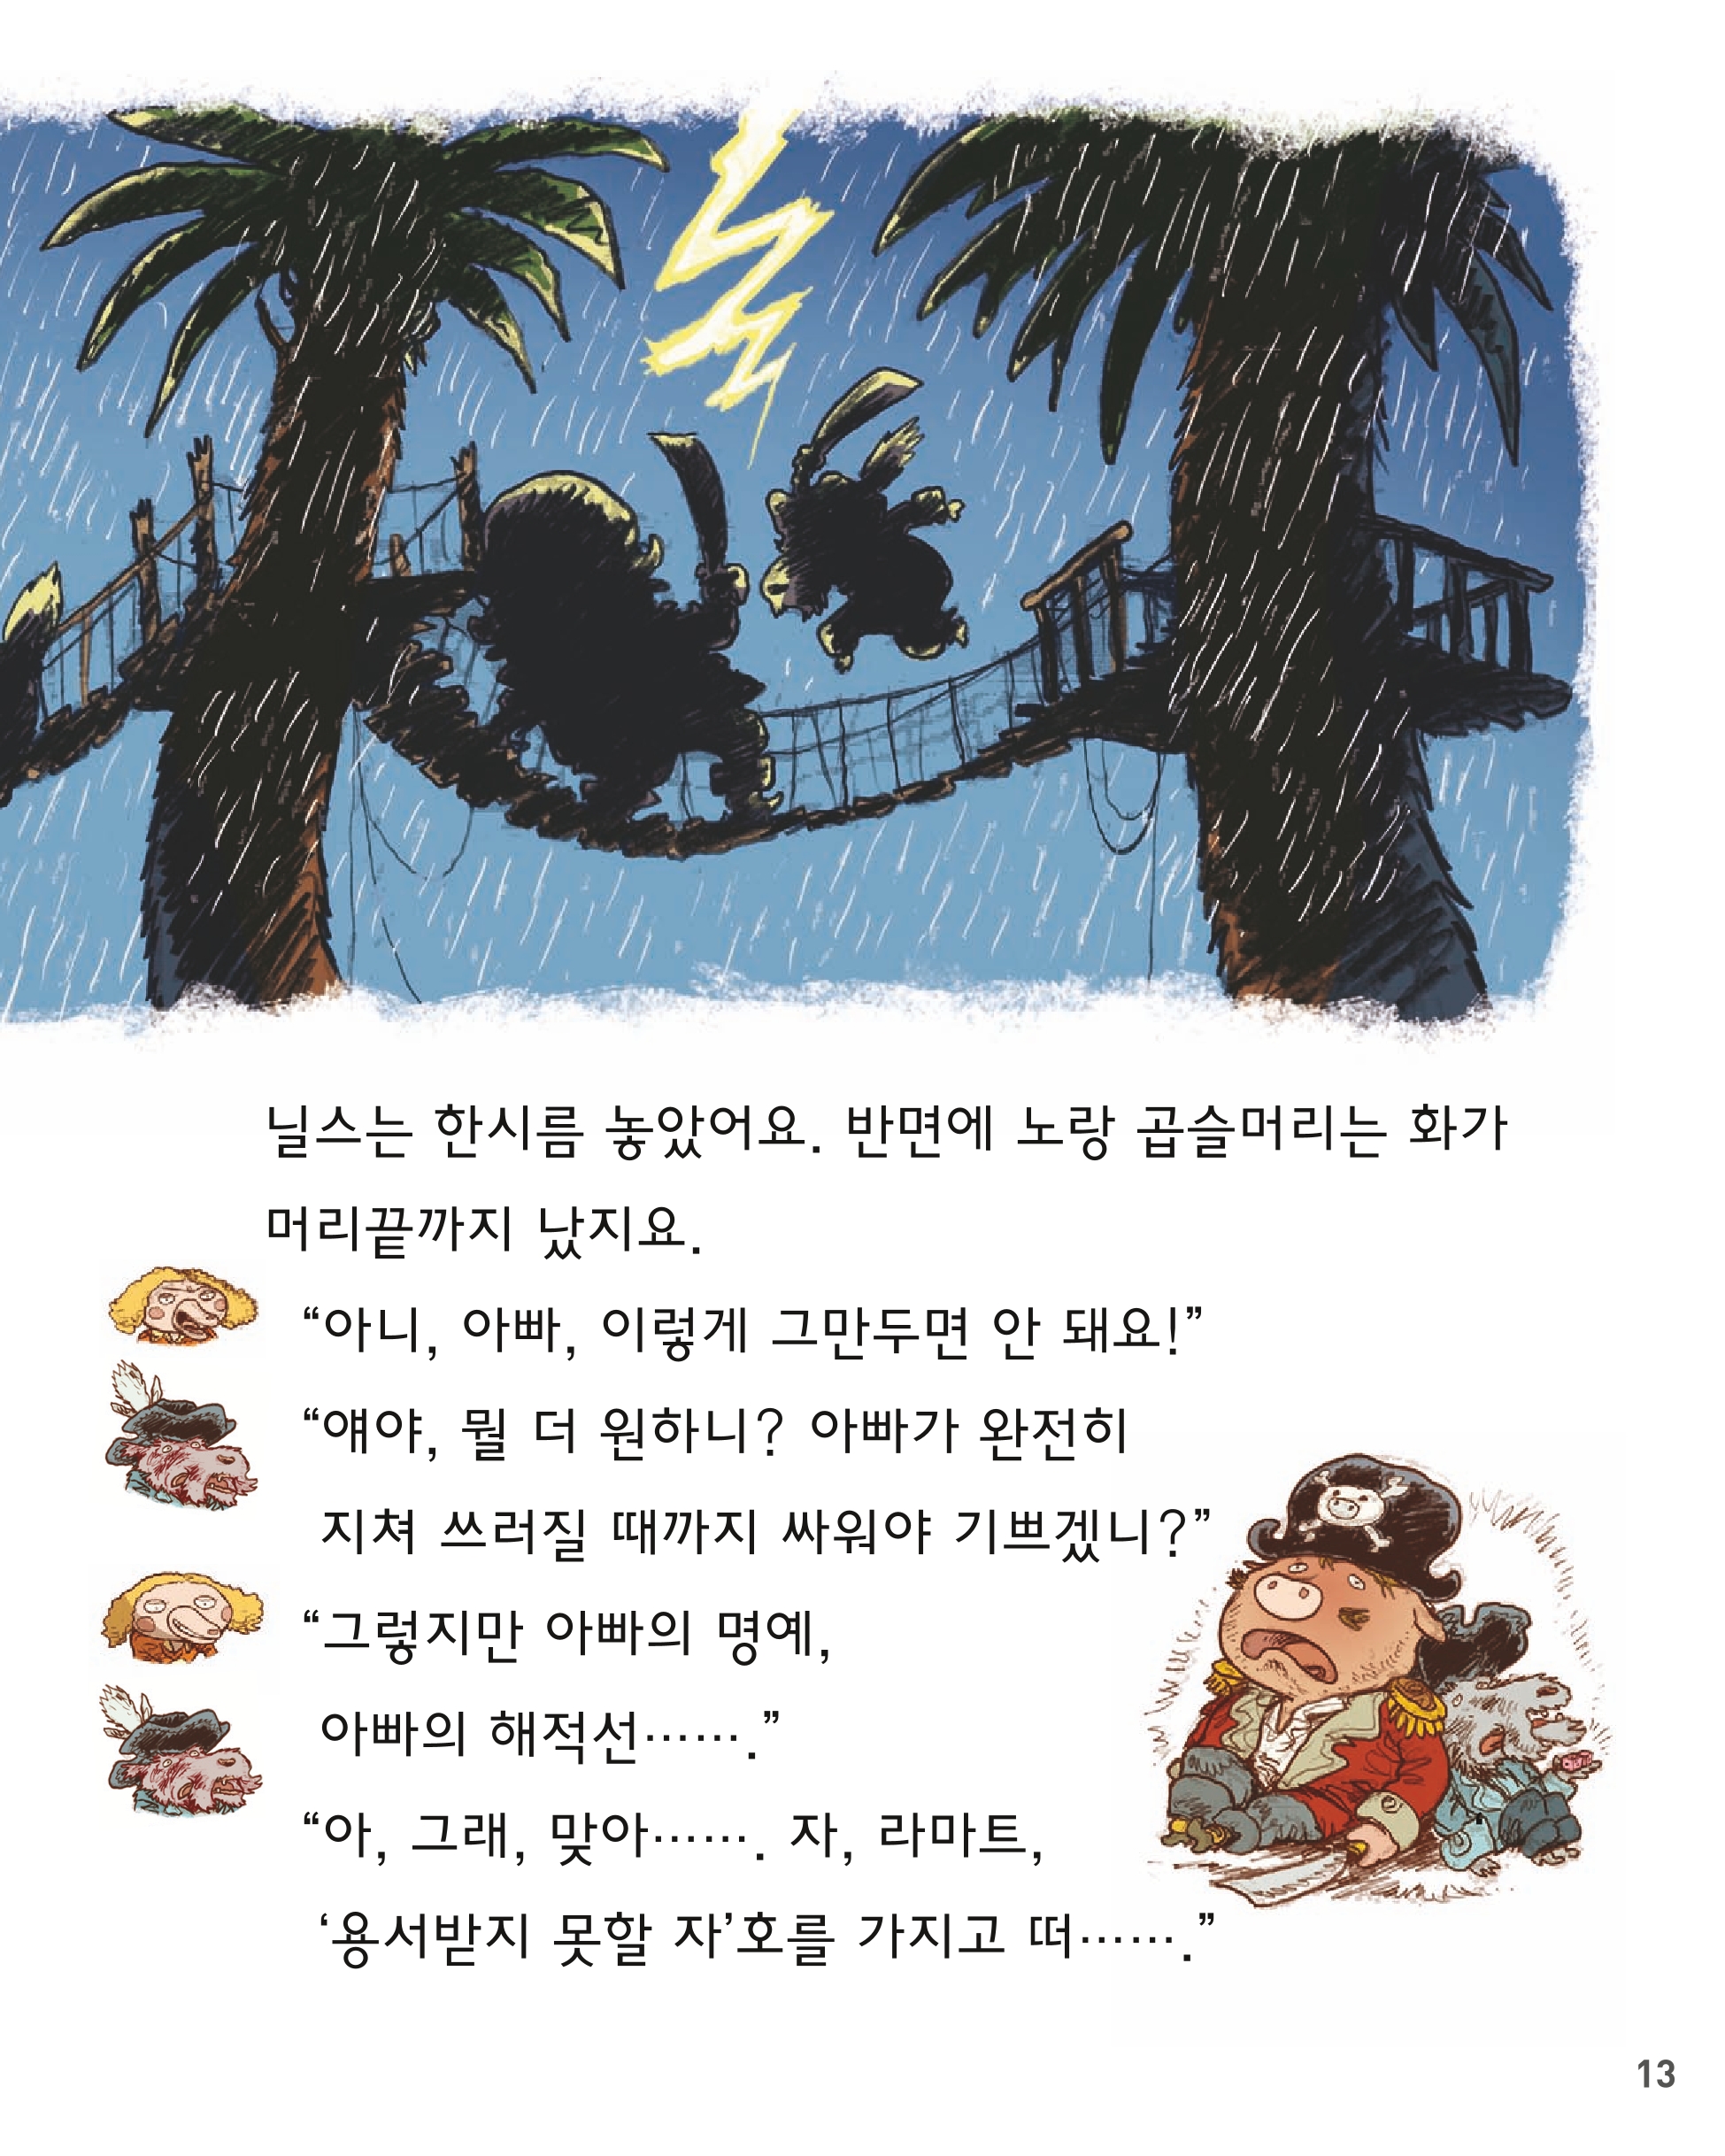 닐스는 한시름 놓았어요. 반면에 노랑 곱슬머리는 화가
머리끝까지 났지요.
“아니, 아빠, 이렇게 그만두면 안 돼요!”
“얘야, 뭘 더 원하니? 아빠가 완전히
지쳐 쓰러질 때까지 싸워야 기쁘겠니?”
“그렇지만 아빠의 명예,
아빠의 해적선…….”
“아, 그래, 맞아……. 자, 라마트,
‘용서받지 못할 자’호를 가지고 떠…….”
13